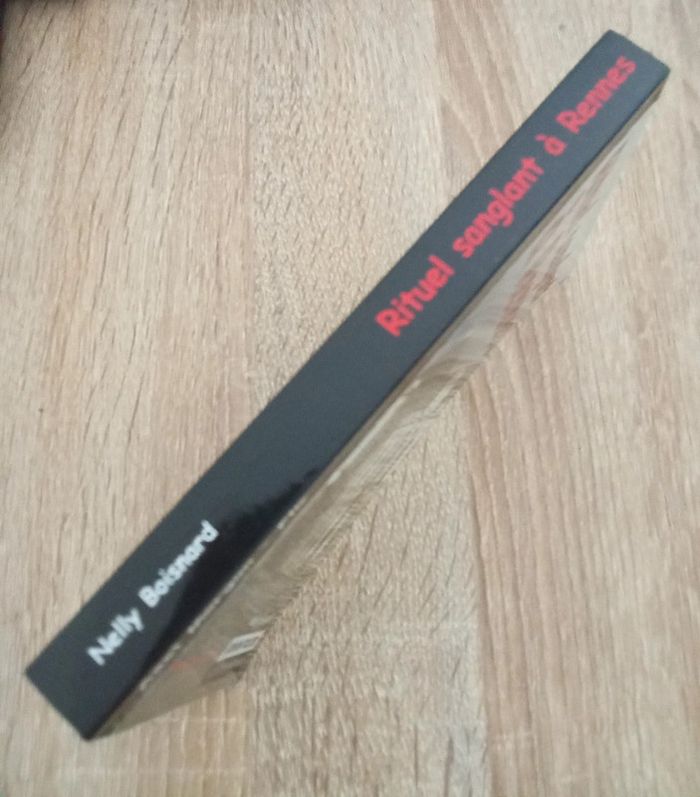 Nelly Boisnard
Rituel sanglant à Rennes